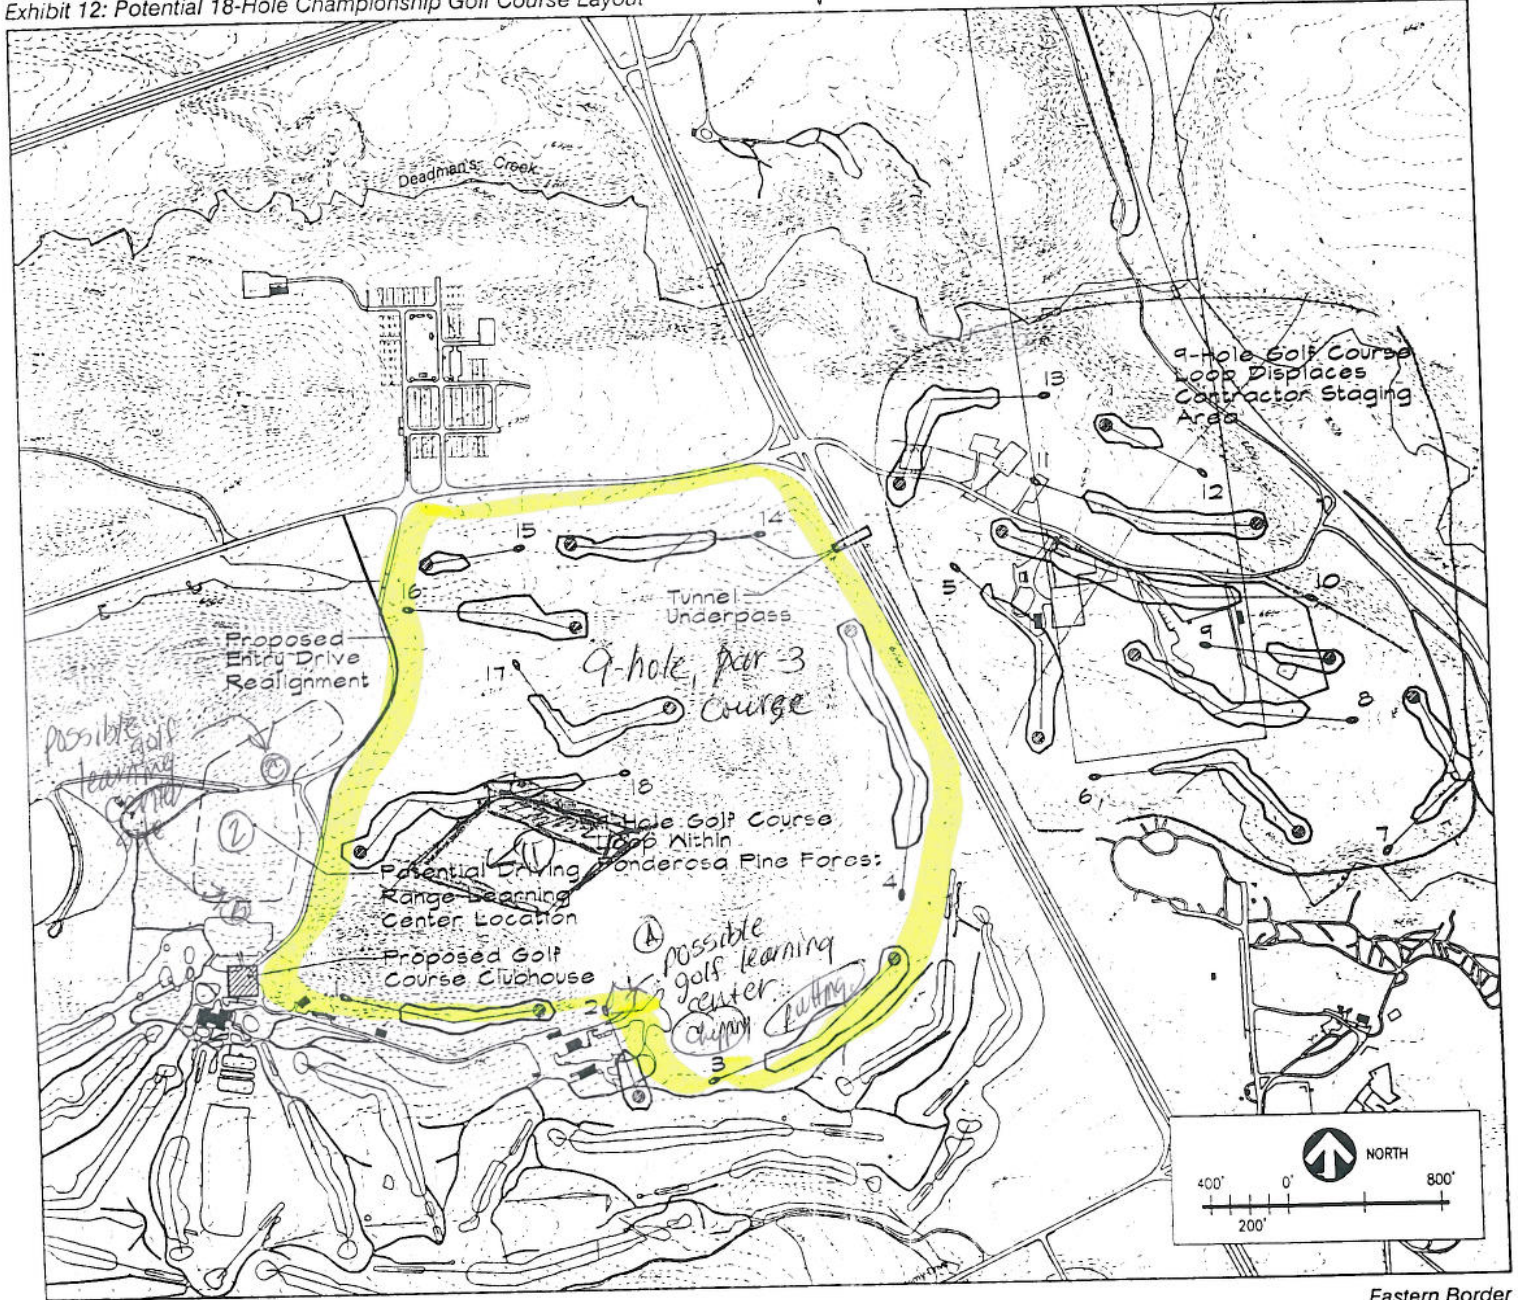 Exhibit 12: Potential 18-Hole Championship Golf Course Layout
Deadman's Creek
9-Hole Golf Course
Loop Displaces
Contractor Staging
Area
13
11
12
15
14
16
5
10
Tunnel
Underpass
9
Proposed
Entry Drive
Realignment
17
9-hole, par-3
course
8
possible
golf
learning
center
C
18
6
2
9-Hole Golf Course
Loop Within
Ponderosa Pine Forest
7
Potential Driving
Range Learning
Center Location
4
B
A
possible
golf learning
center
Proposed Golf
Course Clubhouse
1
2
chipping
putting
3
NORTH
400' 0' 800'
200'
Eastern Border